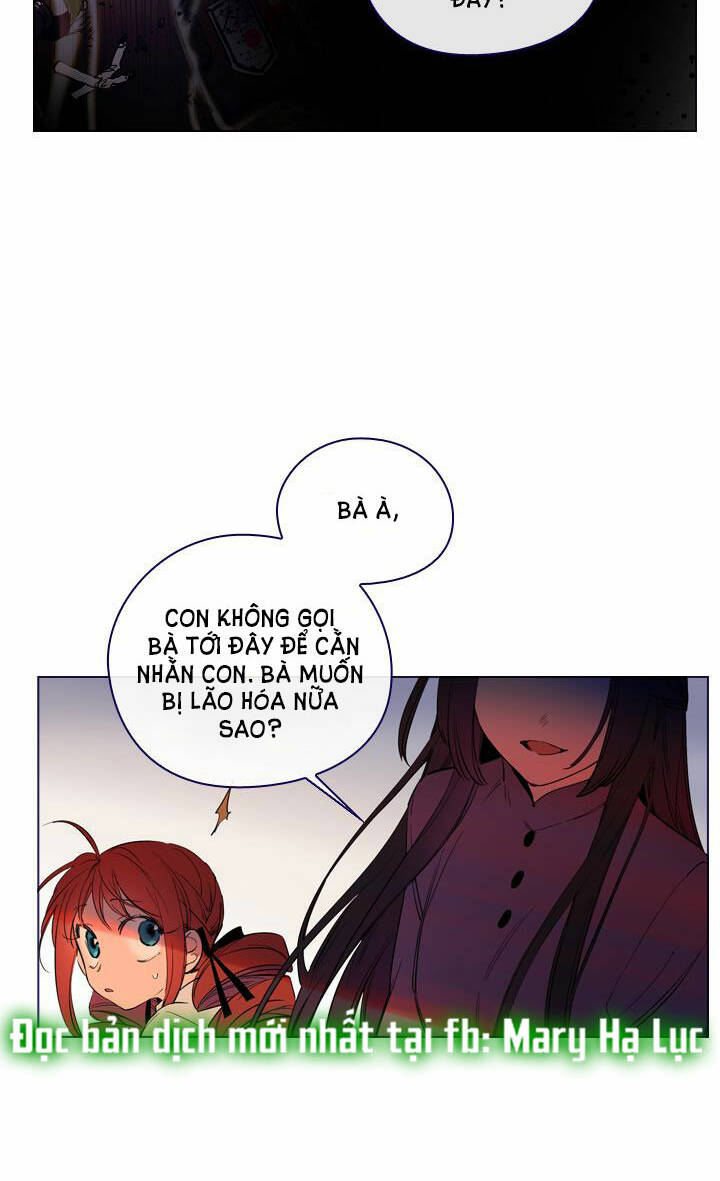 ĐÂY?
BÀ À,
CON KHÔNG GỌI
BÀ TỚI ĐÂY ĐỂ CẰN
NHẰN CON. BÀ MUỐN
BỊ LÃO HÓA NỮA
SAO?
Đọc bản dịch mới nhất tại fb: Mary Hạ Lục